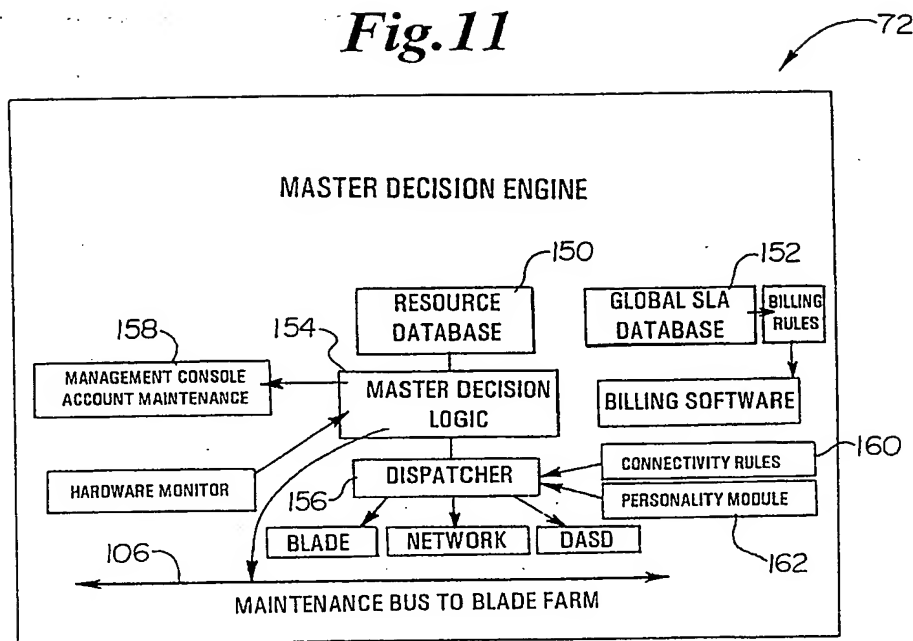 Fig.11
72
MASTER DECISION ENGINE
150
152
RESOURCE
DATABASE
GLOBAL SLA
DATABASE
BILLING
RULES
154
158
MANAGEMENT CONSOLE
ACCOUNT MAINTENANCE
MASTER DECISION
LOGIC
BILLING SOFTWARE
160
HARDWARE MONITOR
156
DISPATCHER
CONNECTIVITY RULES
PERSONALITY MODULE
162
BLADE
NETWORK
DASD
106
MAINTENANCE BUS TO BLADE FARM